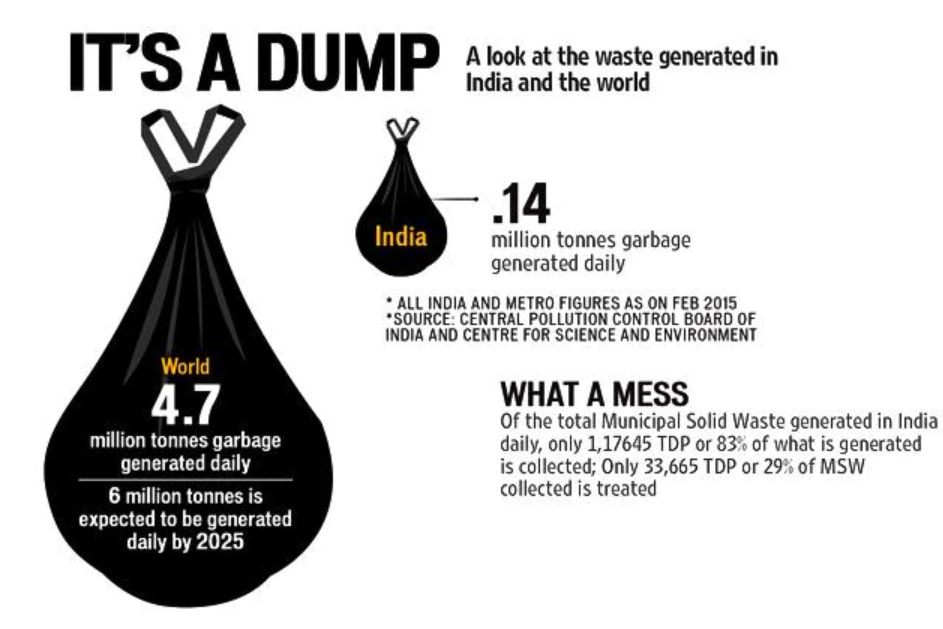 IT'S A DUMP
A look at the waste generated in
India and the world
India
.14
million tonnes garbage
generated daily
* ALL INDIA AND METRO FIGURES AS ON FEB 2015
*SOURCE: CENTRAL POLLUTION CONTROL BOARD OF
INDIA AND CENTRE FOR SCIENCE AND ENVIRONMENT
World
4.7
million tonnes garbage
generated daily
6 million tonnes is
expected to be generated
daily by 2025
WHAT A MESS
Of the total Municipal Solid Waste generated in India
daily, only 1,17645 TDP or 83% of what is generated
is collected; Only 33,665 TDP or 29% of MSW
collected is treated